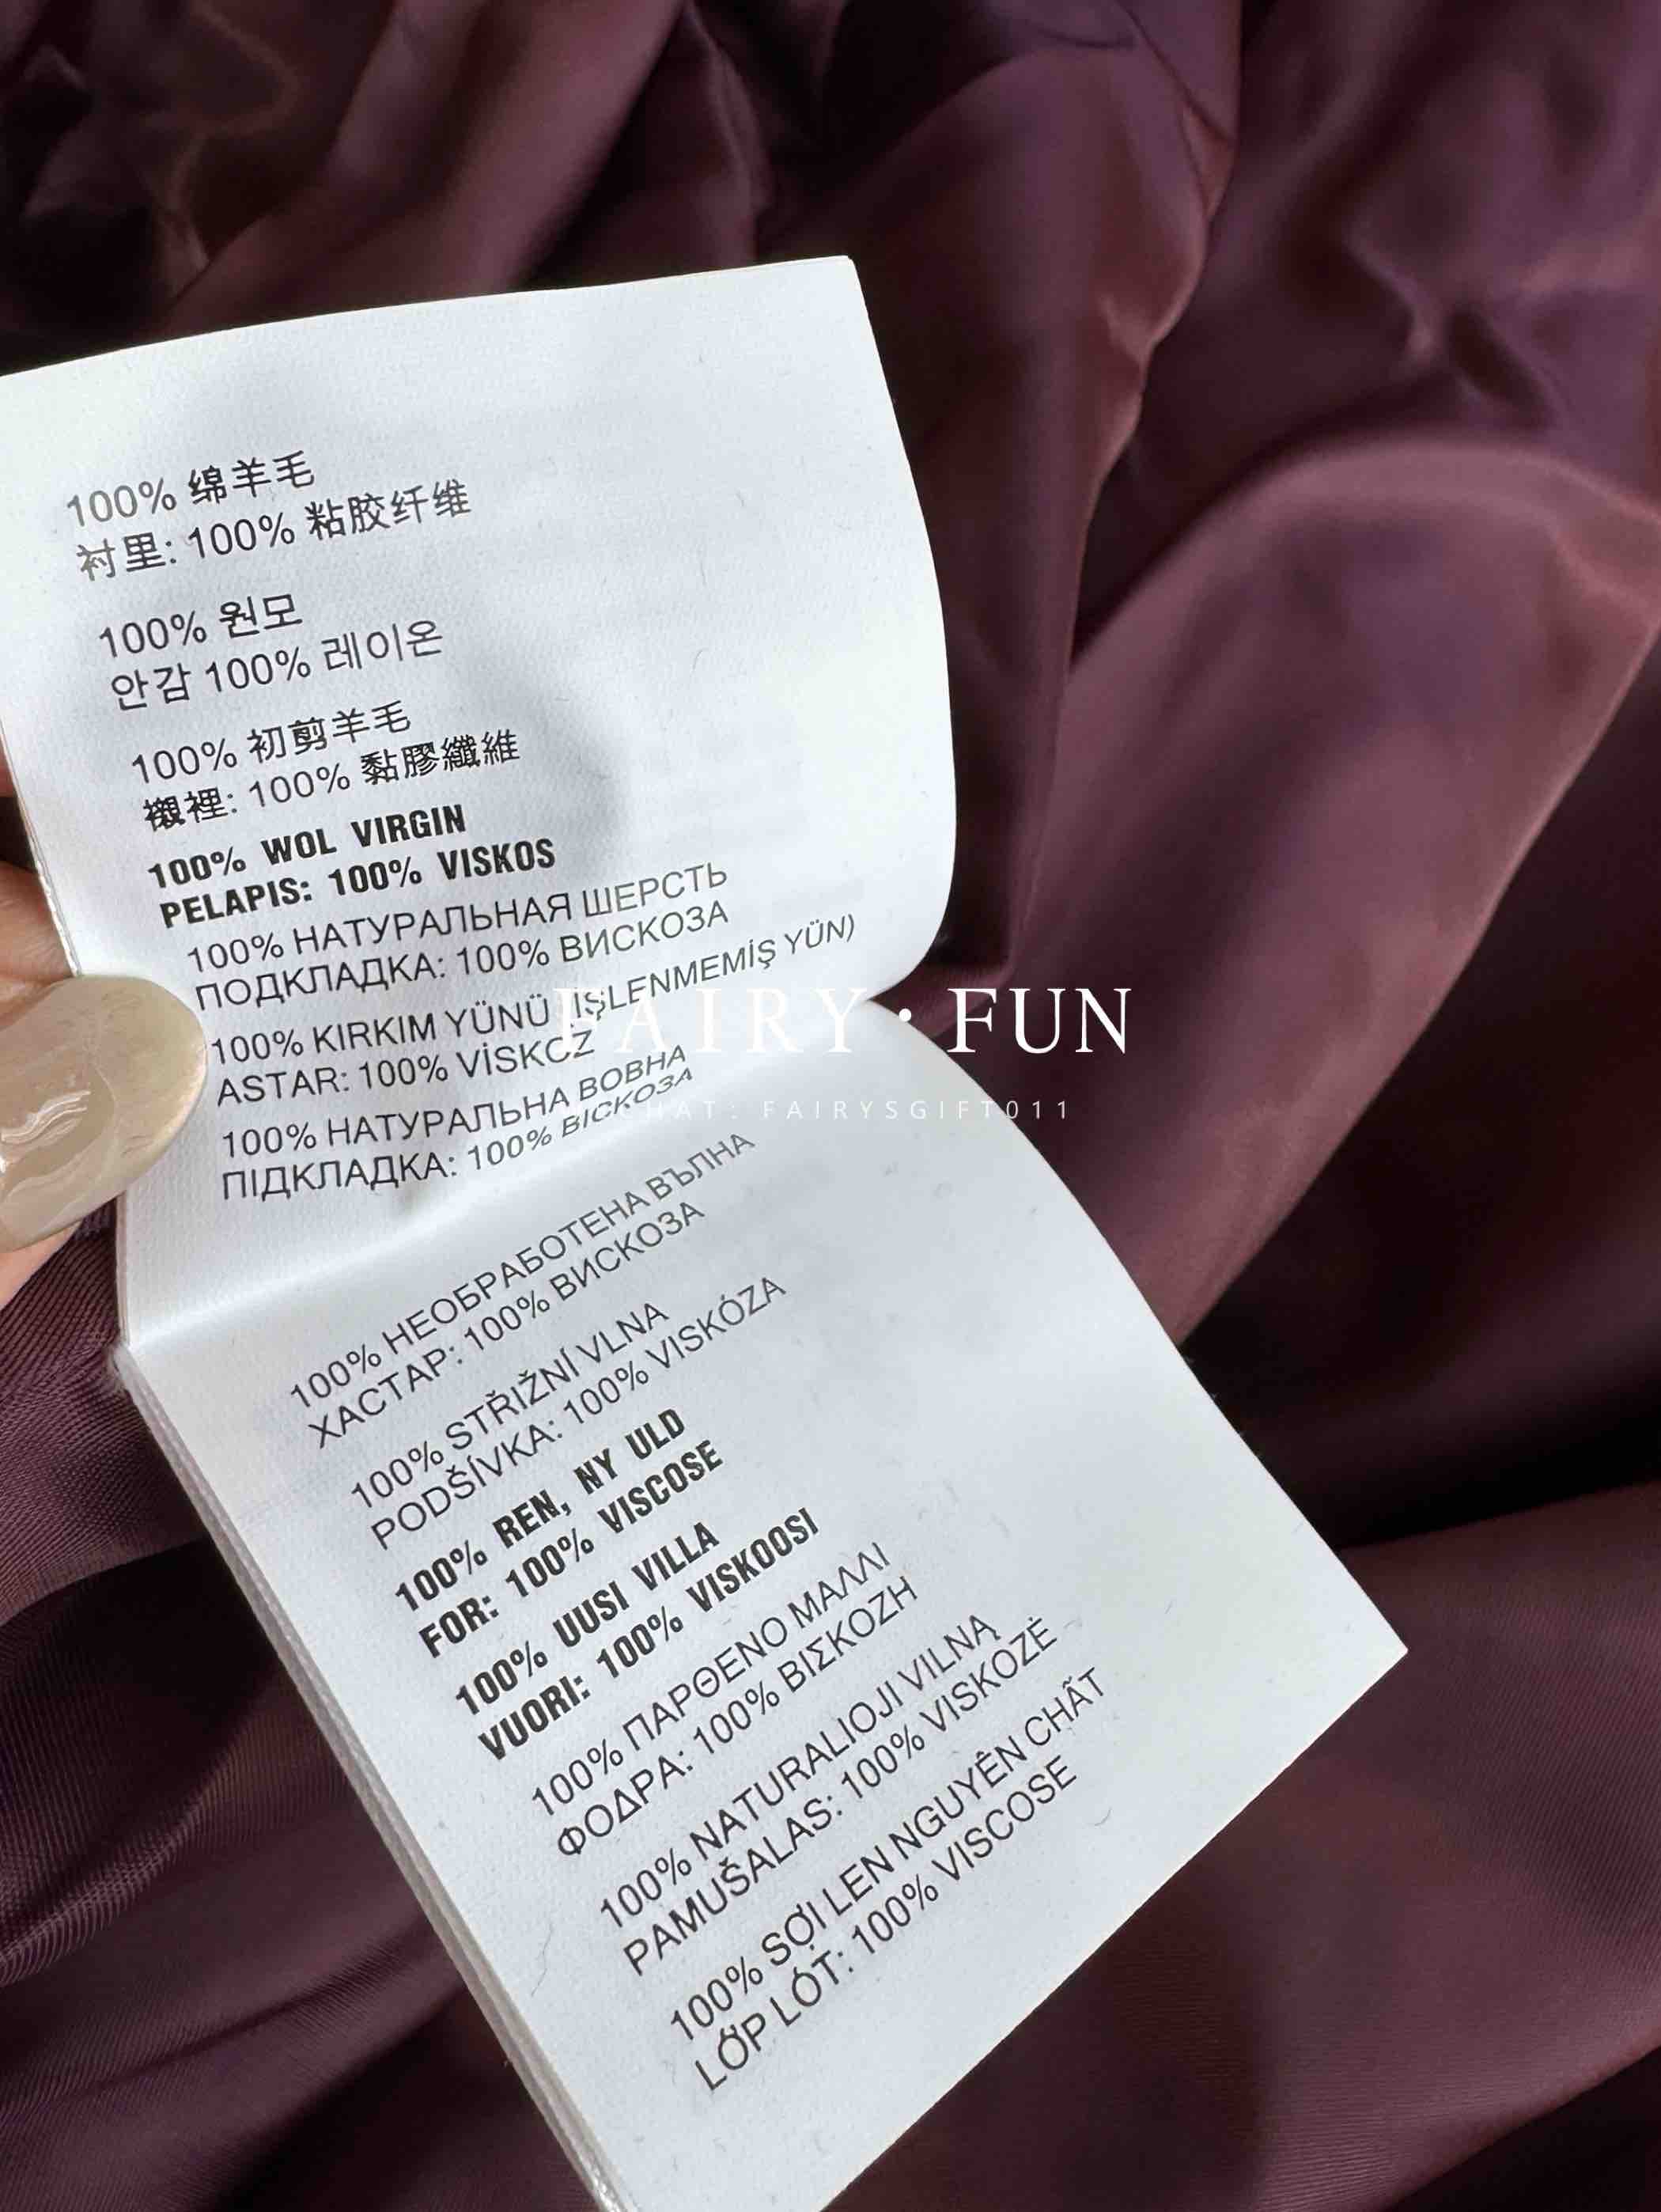 100% 绵羊毛
衬里: 100% 粘胶纤维
100% 원모
안감 100% 레이온
100% 初剪羊毛
襯裡: 100% 黏膠纖維
100% WOL VIRGIN
PELAPIS: 100% VISKOS
100% НАТУРАЛЬНАЯ ШЕРСТЬ
ПОДКЛАДКА: 100% ВИСКОЗА
100% KIRKIM YÜNÜ (İŞLENMEMİŞ YÜN)
ASTAR: 100% VİSKOZ
100% НАТУРАЛЬНА ВОВНА
ПІДКЛАДКА: 100% ВІСКОЗА
FAIRY·FUN
FAIRYSGIFT011
100% НЕОБРАБОТЕНА ВЪЛНА
ХАСТАР: 100% ВИСКОЗА
100% STŘIŽNÍ VLNA
PODŠÍVKA: 100% VISKÓZA
100% REN, NY ULD
FOR: 100% VISCOSE
100% UUSI VILLA
VUORI: 100% VISKOOSI
100% ΠΑΡΘΕΝΟ ΜΑΛΛΙ
ΦΟΔΡΑ: 100% ΒΙΣΚΟΖΗ
100% NATURALIOJI VILNA
PAMUŠALAS: 100% VISKOZĖ
100% SỢI LEN NGUYÊN CHẤT
LỚP LÓT: 100% VISCOSE